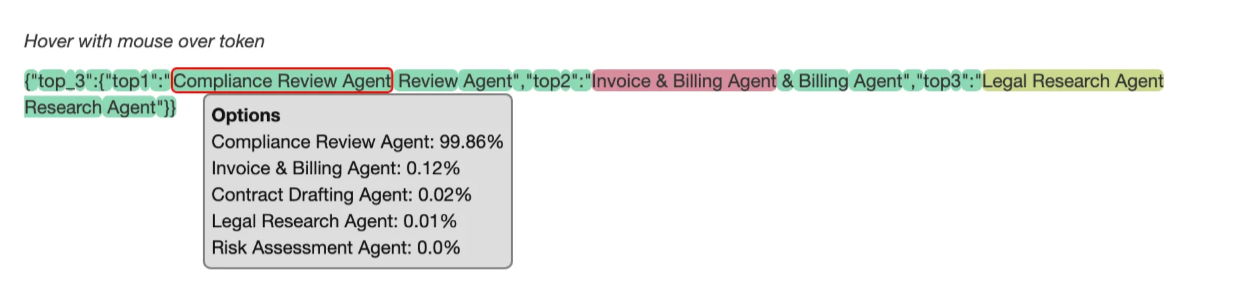 Hover with mouse over token
{"top_3":{"top1":"Compliance Review Agent Review Agent","top2":"Invoice & Billing Agent & Billing Agent","top3":"Legal Research Agent
Research Agent"}}
Options
Compliance Review Agent: 99.86%
Invoice & Billing Agent: 0.12%
Contract Drafting Agent: 0.02%
Legal Research Agent: 0.01%
Risk Assessment Agent: 0.0%